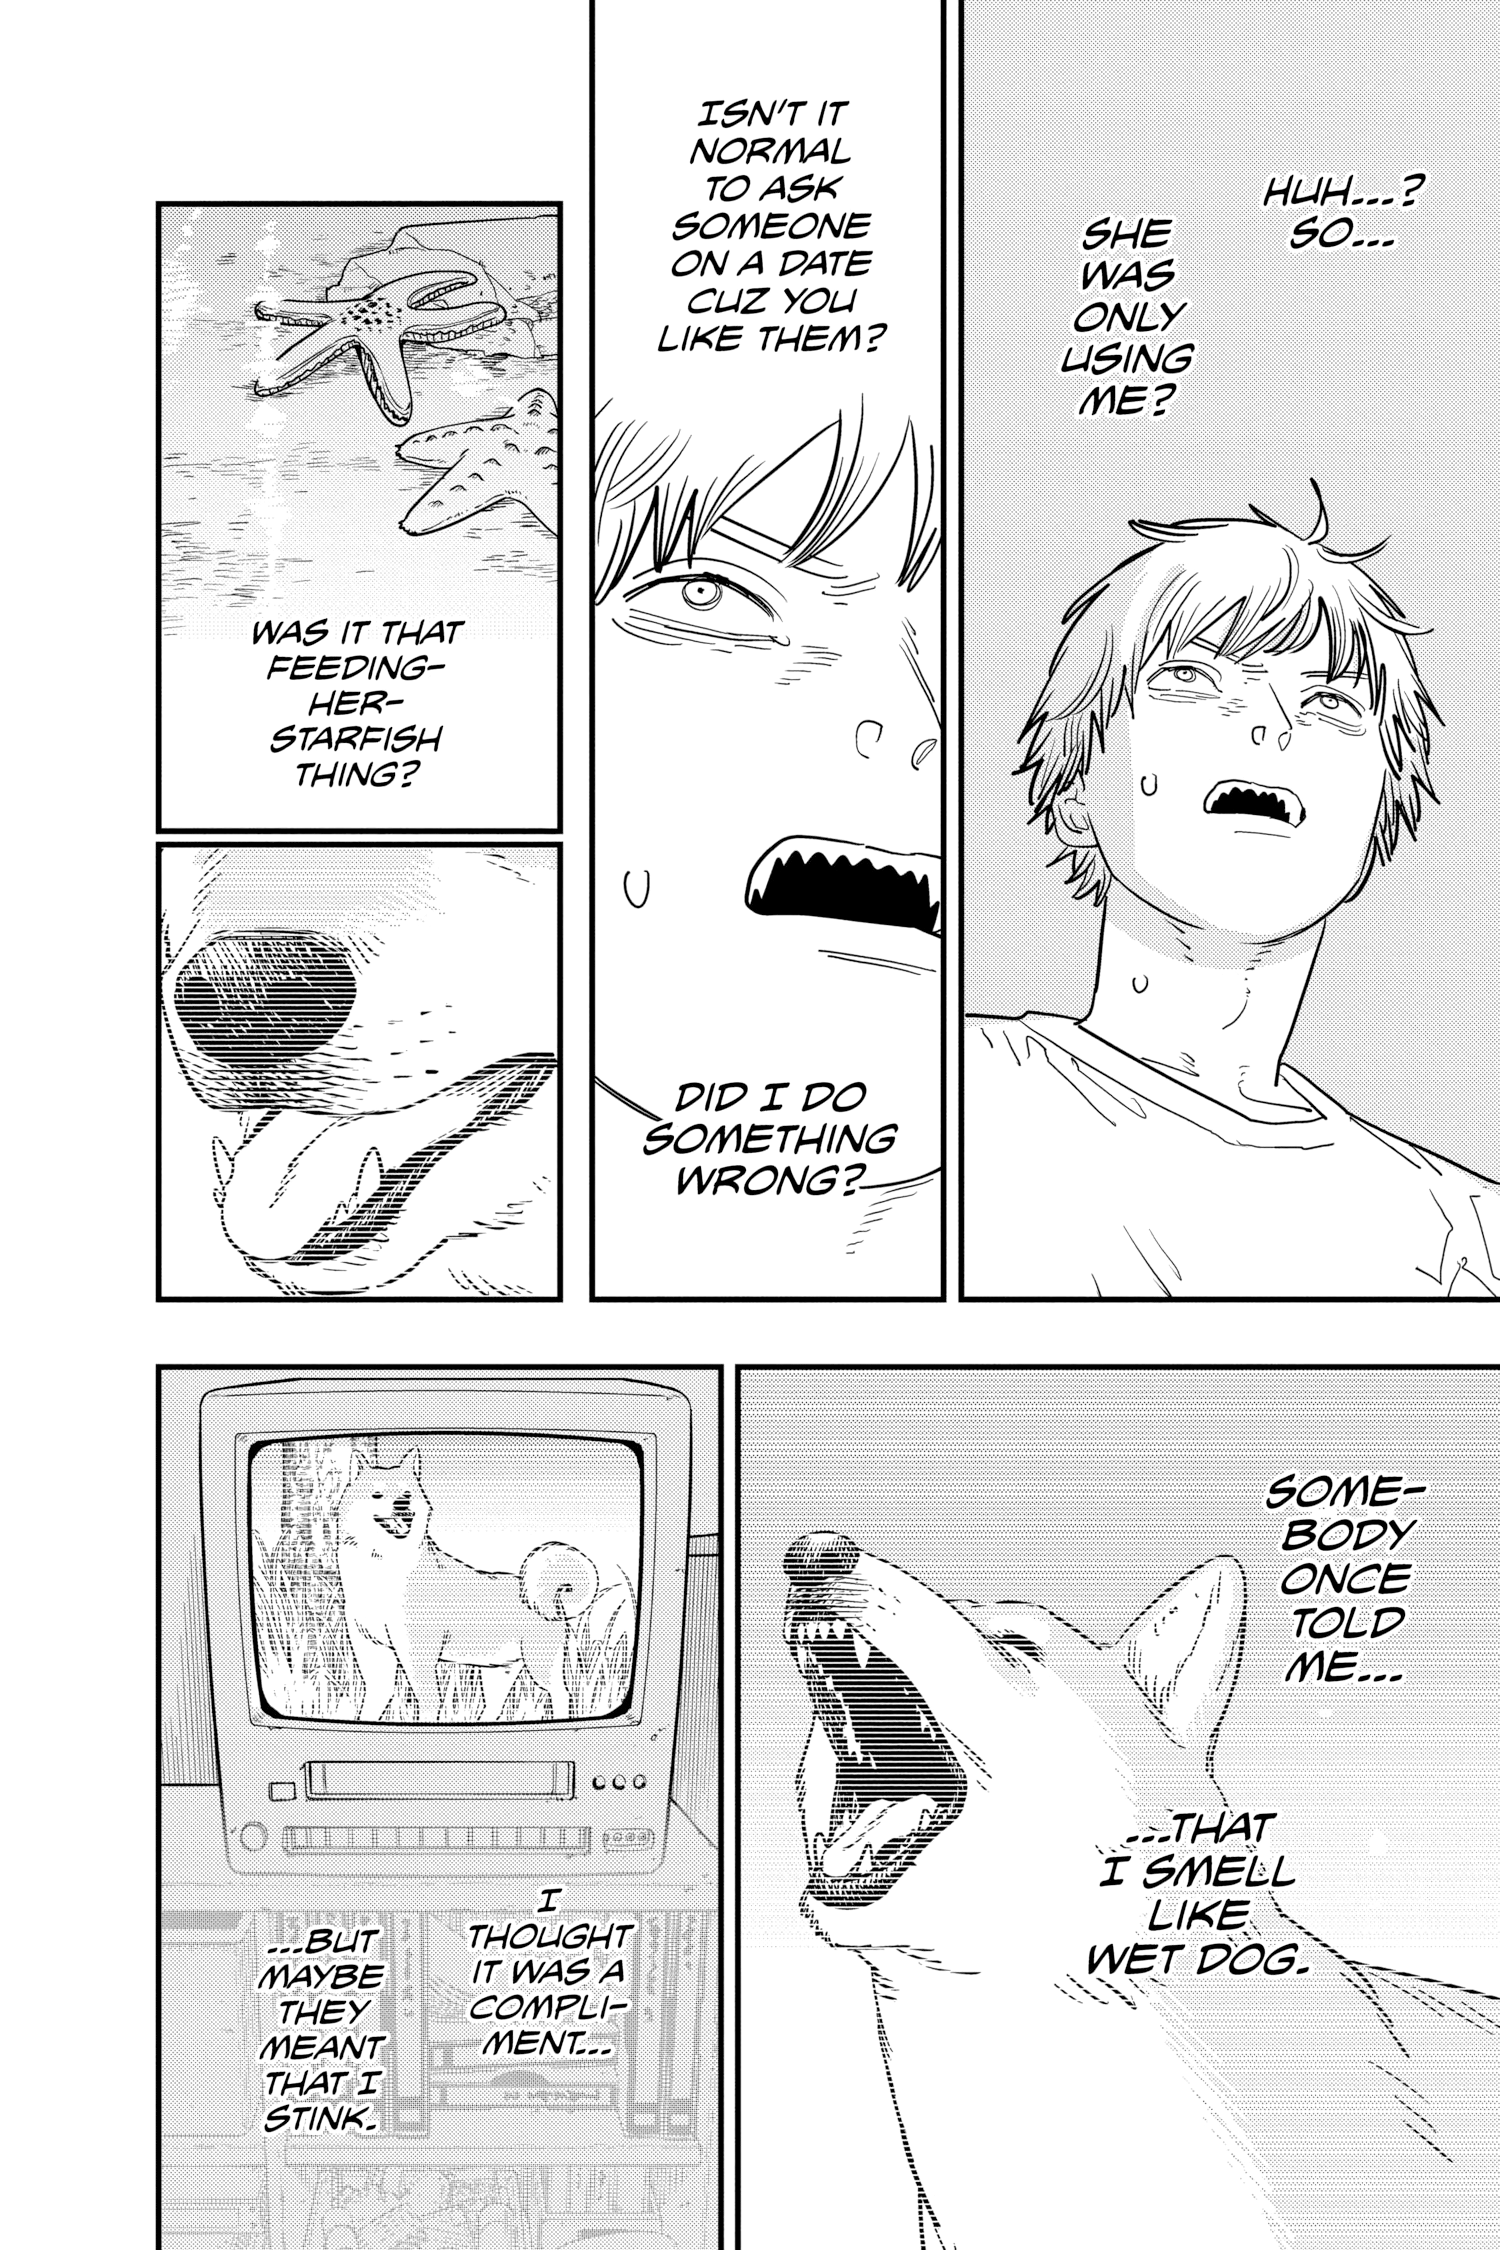 HUH...?
SO...
SHE
WAS
ONLY
USING
ME?
ISN'T IT
NORMAL
TO ASK
SOMEONE
ON A DATE
CUZ YOU
LIKE THEM?
DID I DO
SOMETHING
WRONG?
WAS IT THAT
FEEDING-
HER-
STARFISH
THING?
SOME-
BODY
ONCE
TOLD
ME...
...THAT
I SMELL
LIKE
WET DOG.
I
THOUGHT
IT WAS A
COMPLI-
MENT...
...BUT
MAYBE
THEY
MEANT
THAT I
STINK.